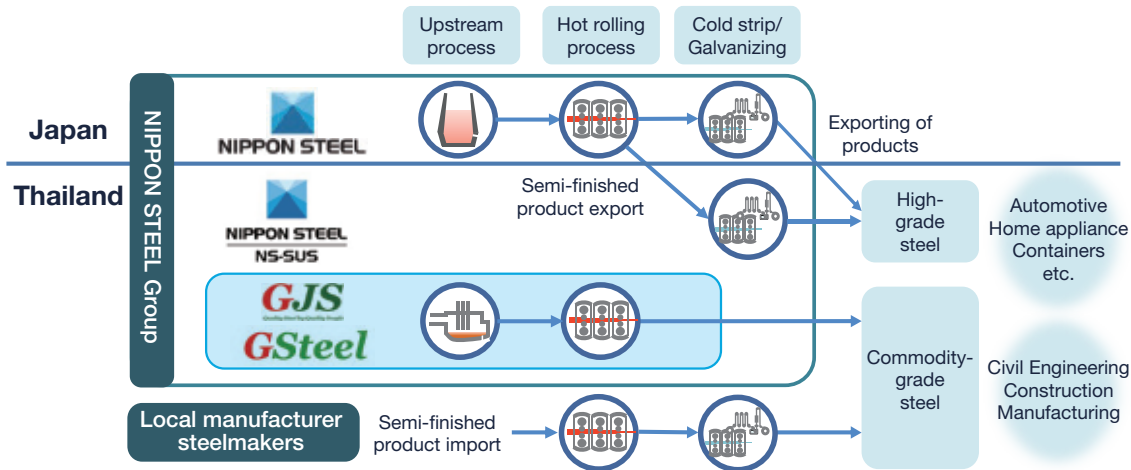 Upstream
process
Hot rolling
process
Cold strip/
Galvanizing
NIPPON STEEL Group
Japan
NIPPON STEEL
Exporting of
products
Thailand
NIPPON STEEL
NS-SUS
Semi-finished
product export
High-
grade
steel
Automotive
Home appliance
Containers
etc.
GJS
GSteel
Commodity-
grade
steel
Civil Engineering
Construction
Manufacturing
Local manufacturer
steelmakers
Semi-finished
product import